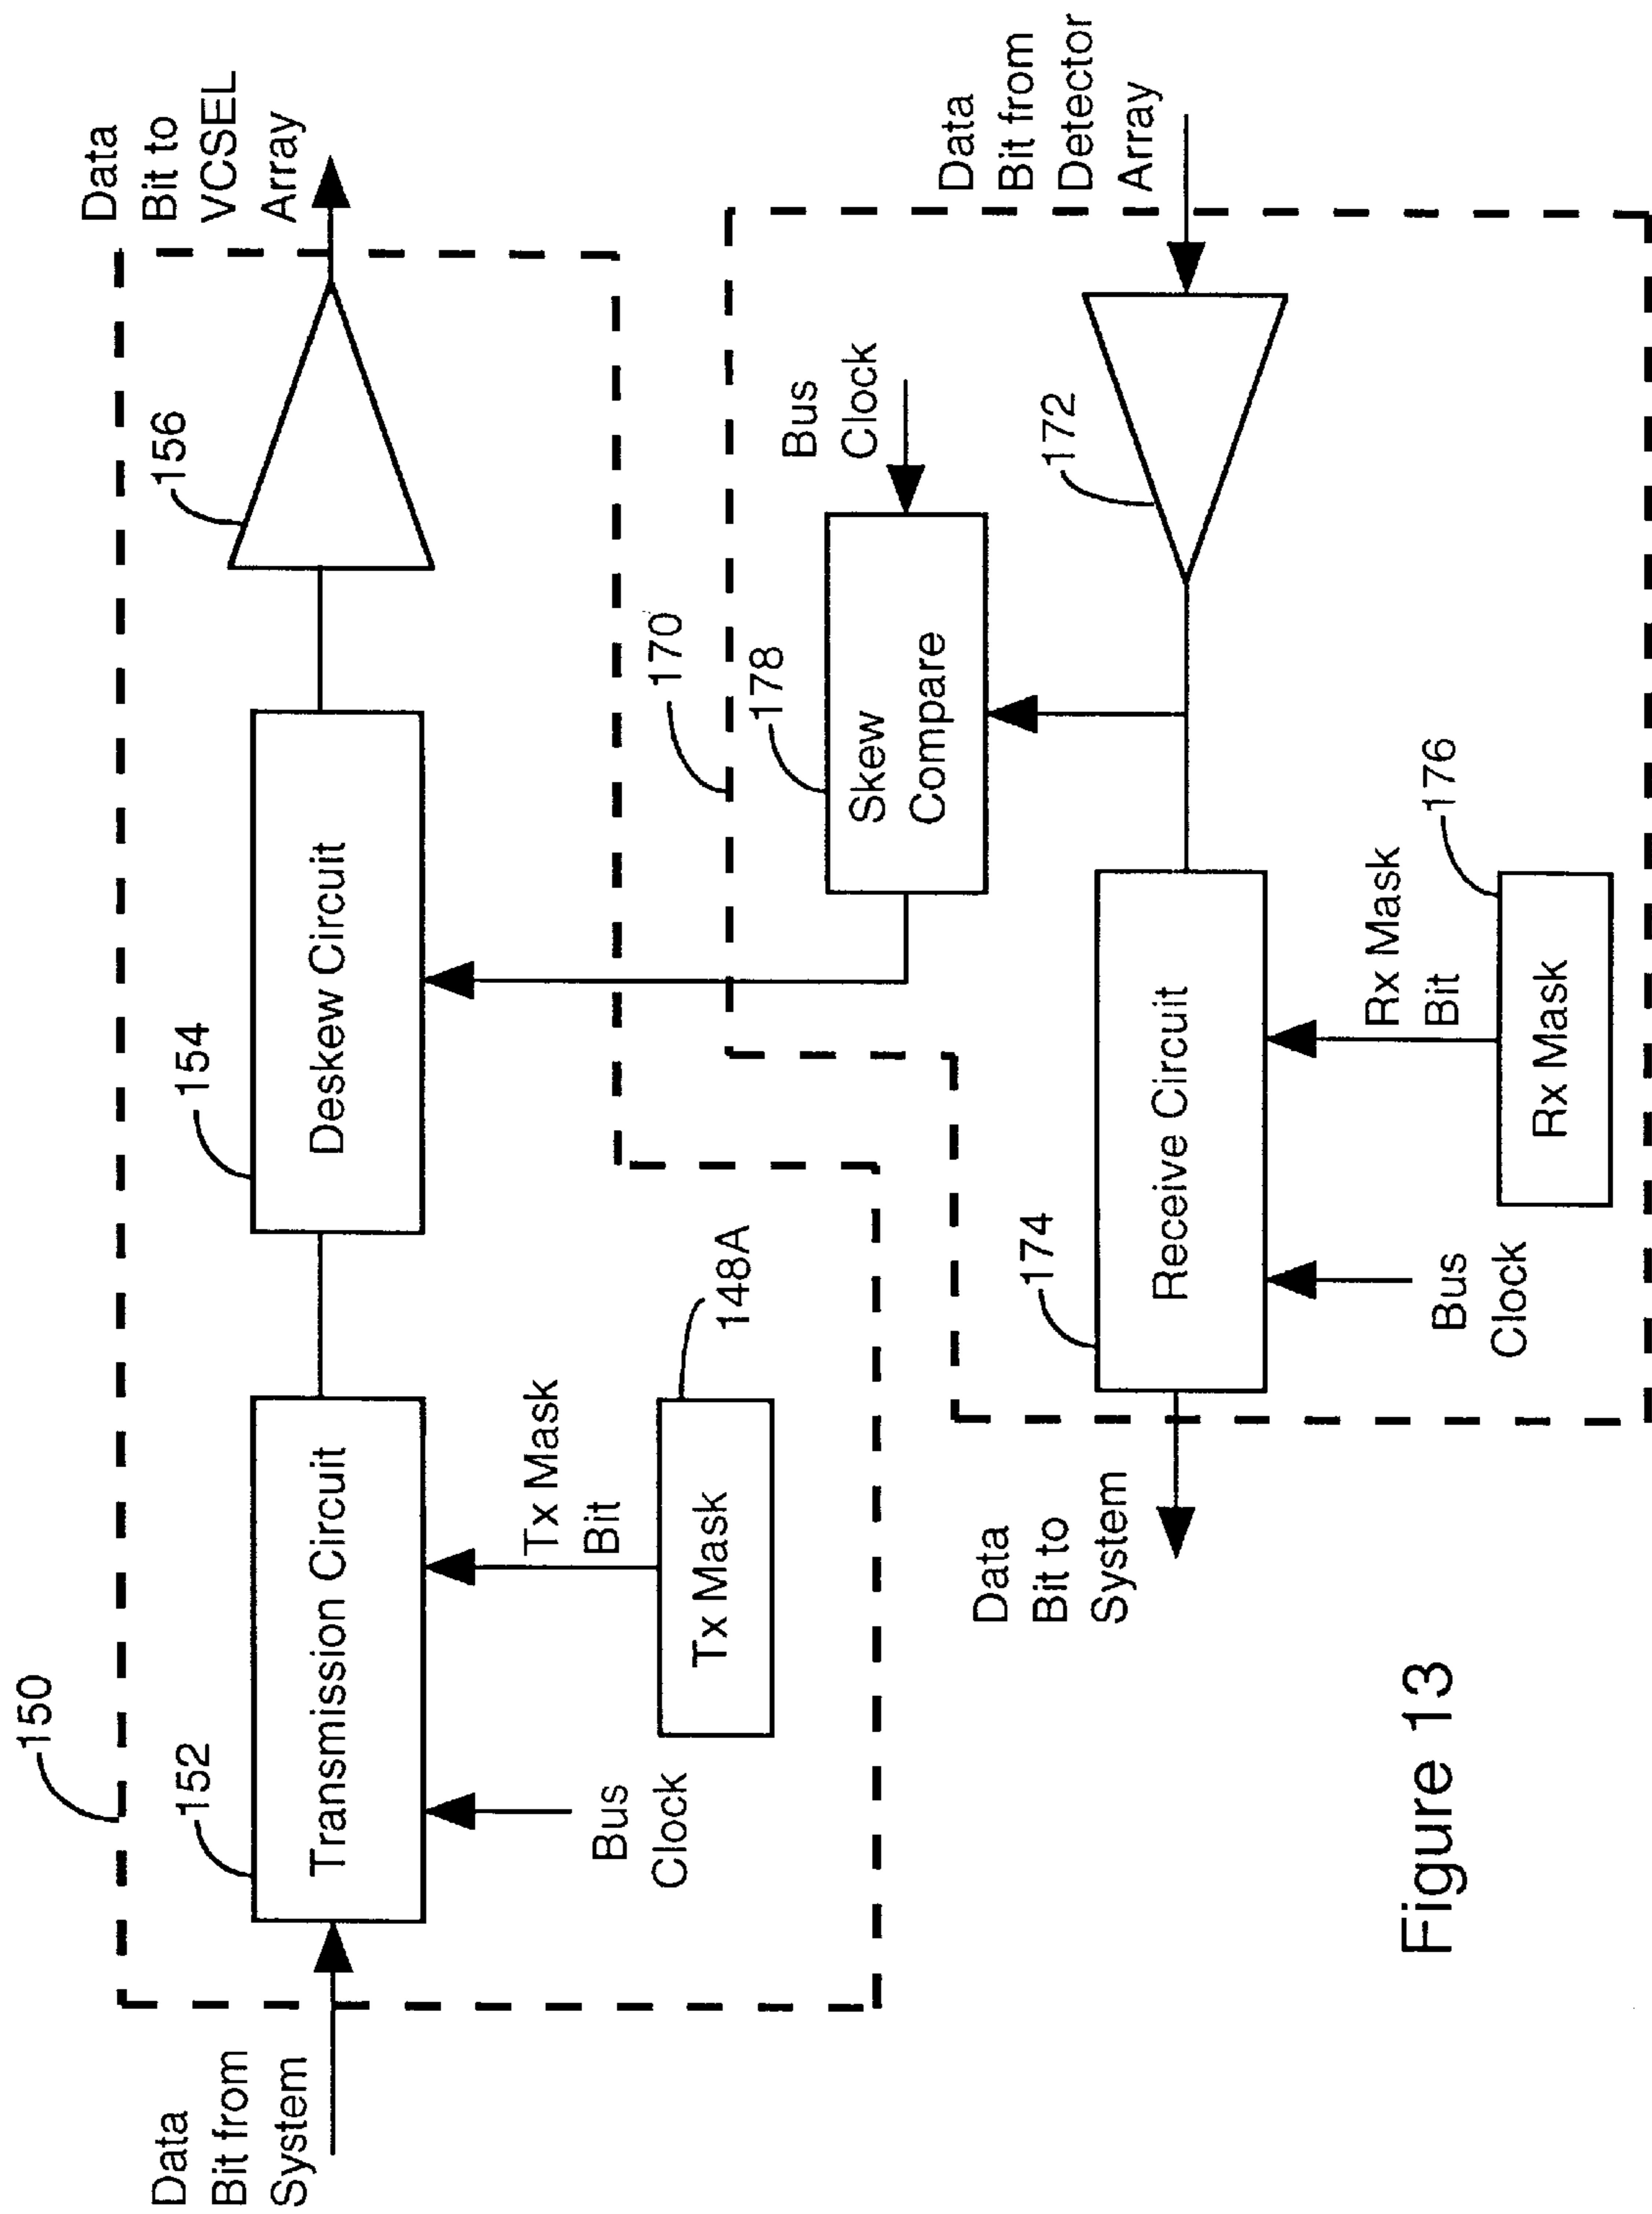 150
Data
Bit from
System
152
Transmission Circuit
Bus
Clock
Tx Mask
Bit
Tx Mask
148A
154
Deskew Circuit
156
Data
Bit to
VCSEL
Array
170
178
Skew
Compare
Bus
Clock
172
Data
Bit from
Detector
Array
174
Receive Circuit
Data
Bit to
System
Bus
Clock
Rx Mask
Bit
176
Rx Mask
Figure 13